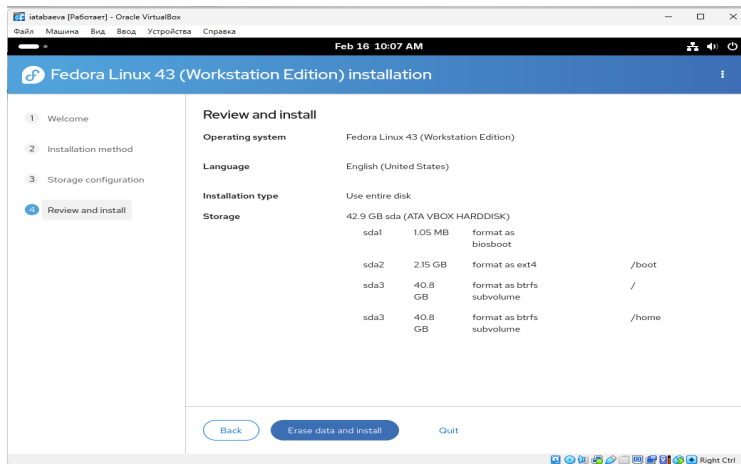 iatabaeva [Работает] - Oracle VirtualBox
Файл Машина Вид Ввод Устройства Справка
Feb 16 10:07 AM
Fedora Linux 43 (Workstation Edition) installation
1 Welcome
2 Installation method
3 Storage configuration
4 Review and install
Review and install
Operating system Fedora Linux 43 (Workstation Edition)
Language English (United States)
Installation type Use entire disk
Storage 42.9 GB sda (ATA VBOX HARDDISK)
sda1 1.05 MB format as
biosboot
sda2 2.15 GB format as ext4 /boot
sda3 40.8 format as btrfs /
GB subvolume
sda3 40.8 format as btrfs /home
GB subvolume
Back Erase data and install Quit
Right Ctrl